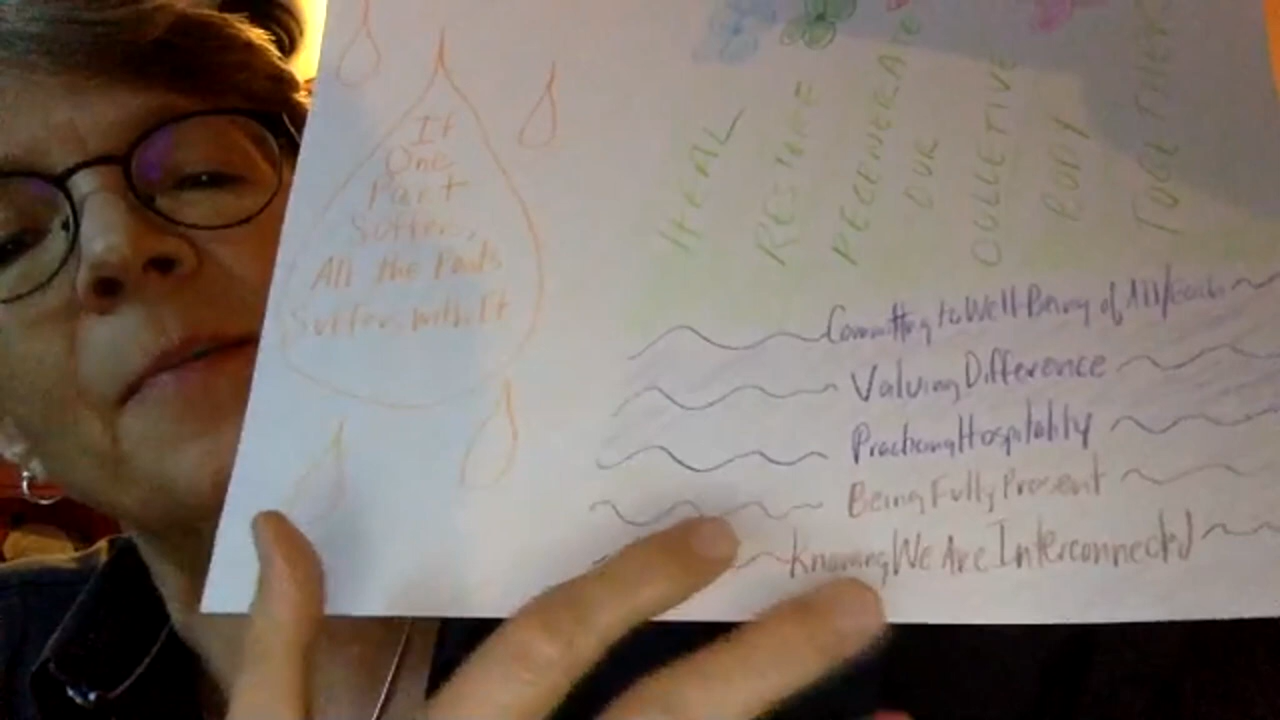 If
One
Part
Suffers,
All the Parts
Suffer With It
HEAL
RESTORE
REGENERATE
OUR
COLLECTIVE
BODY
TOGETHER
Committing to Well-Being of All/Each
Valuing Difference
Practicing Hospitality
Being Fully Present
Knowing We Are Interconnected